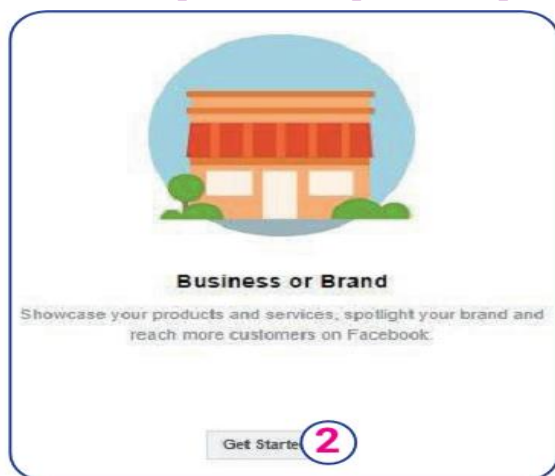 Business or Brand
Showcase your products and services, spotlight your brand and
reach more customers on Facebook.
Get Starte
2